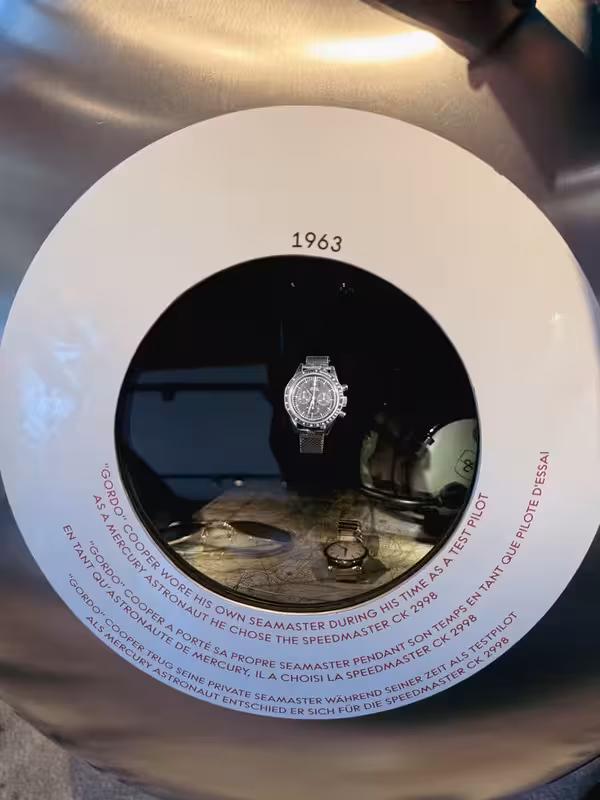 1963
"GORDO" COOPER WORE HIS OWN SEAMASTER DURING HIS TIME AS A TEST PILOT
AS A MERCURY ASTRONAUT HE CHOSE THE SPEEDMASTER CK 2998
"GORDO" COOPER A PORTÉ SA PROPRE SEAMASTER PENDANT SON TEMPS EN TANT QUE PILOTE D'ESSAI
EN TANT QU'ASTRONAUTE DE MERCURY, IL A CHOISI LA SPEEDMASTER CK 2998
"GORDO" COOPER TRUG SEINE PRIVATE SEAMASTER WÄHREND SEINER ZEIT ALS TESTPILOT
ALS MERCURY ASTRONAUT ENTSCHIED ER SICH FÜR DIE SPEEDMASTER CK 2998